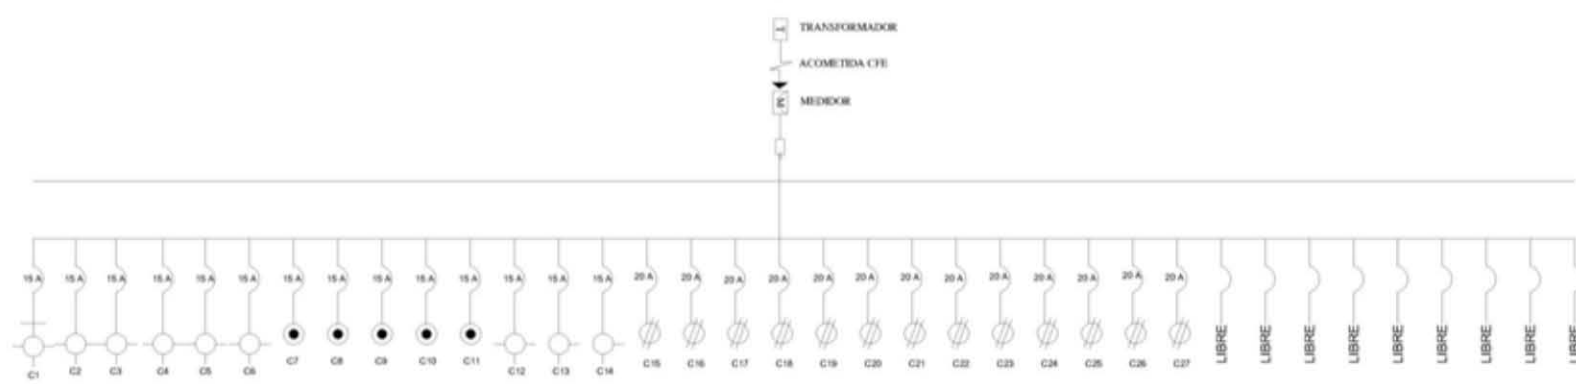 T TRANSFORMADOR
ACOMETIDA CFE
M MEDIDOR
15 A 15 A 15 A 15 A 15 A 15 A 15 A 15 A 15 A 15 A 15 A 15 A 15 A 15 A 20 A 20 A 20 A 20 A 20 A 20 A 20 A 20 A 20 A 20 A 20 A 20 A 20 A
C1 C2 C3 C4 C5 C6 C7 C8 C9 C10 C11 C12 C13 C14 C15 C16 C17 C18 C19 C20 C21 C22 C23 C24 C25 C26 C27 LIBRE LIBRE LIBRE LIBRE LIBRE LIBRE LIBRE LIBRE